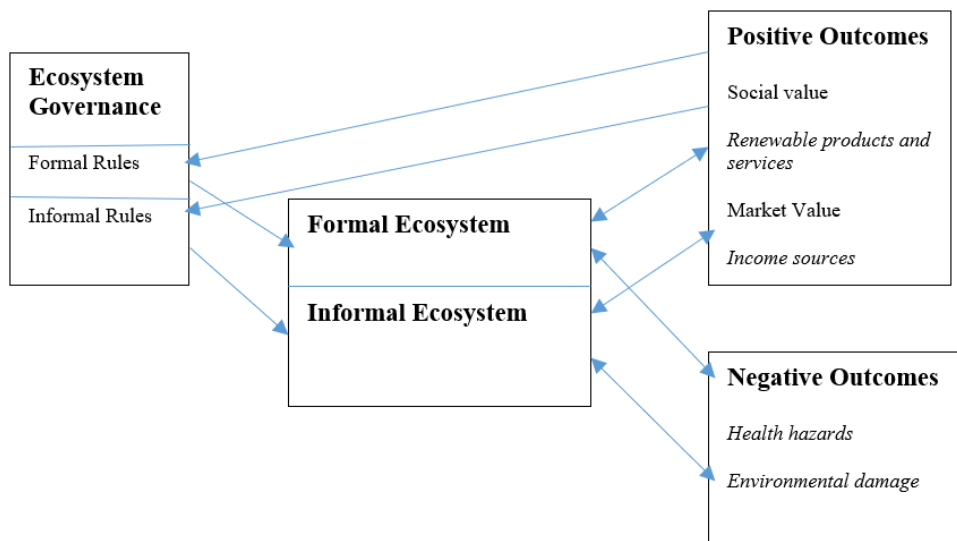 Ecosystem
Governance
Formal Rules
Informal Rules
Formal Ecosystem
Informal Ecosystem
Positive Outcomes
Social value
Renewable products and
services
Market Value
Income sources
Negative Outcomes
Health hazards
Environmental damage